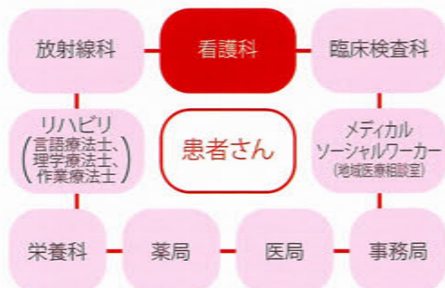 放射線科
看護科
臨床検査科
リハビリ
(言語療法士、
理学療法士、
作業療法士)
患者さん
メディカル
ソーシャルワーカー
(地域医療相談室)
栄養科
薬局
医局
事務局